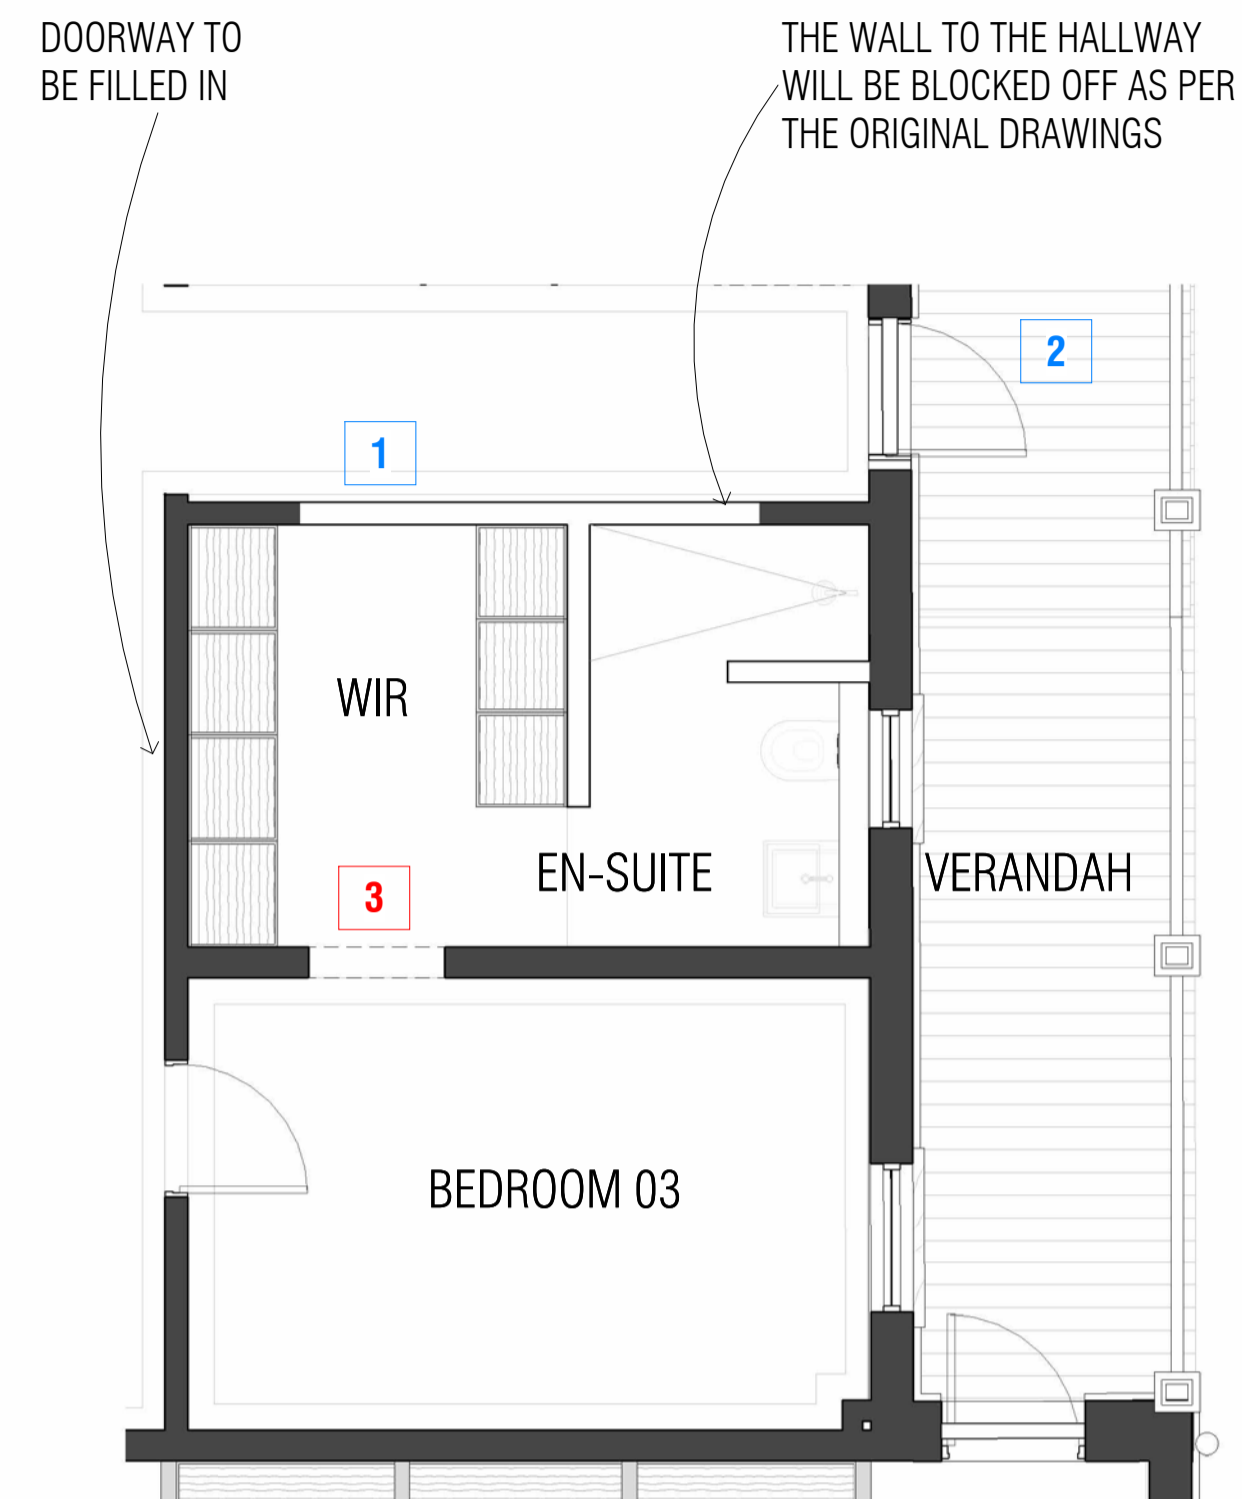 DOORWAY TO
BE FILLED IN
THE WALL TO THE HALLWAY
WILL BE BLOCKED OFF AS PER
THE ORIGINAL DRAWINGS
2
1
WIR
3
EN-SUITE
VERANDAH
BEDROOM 03